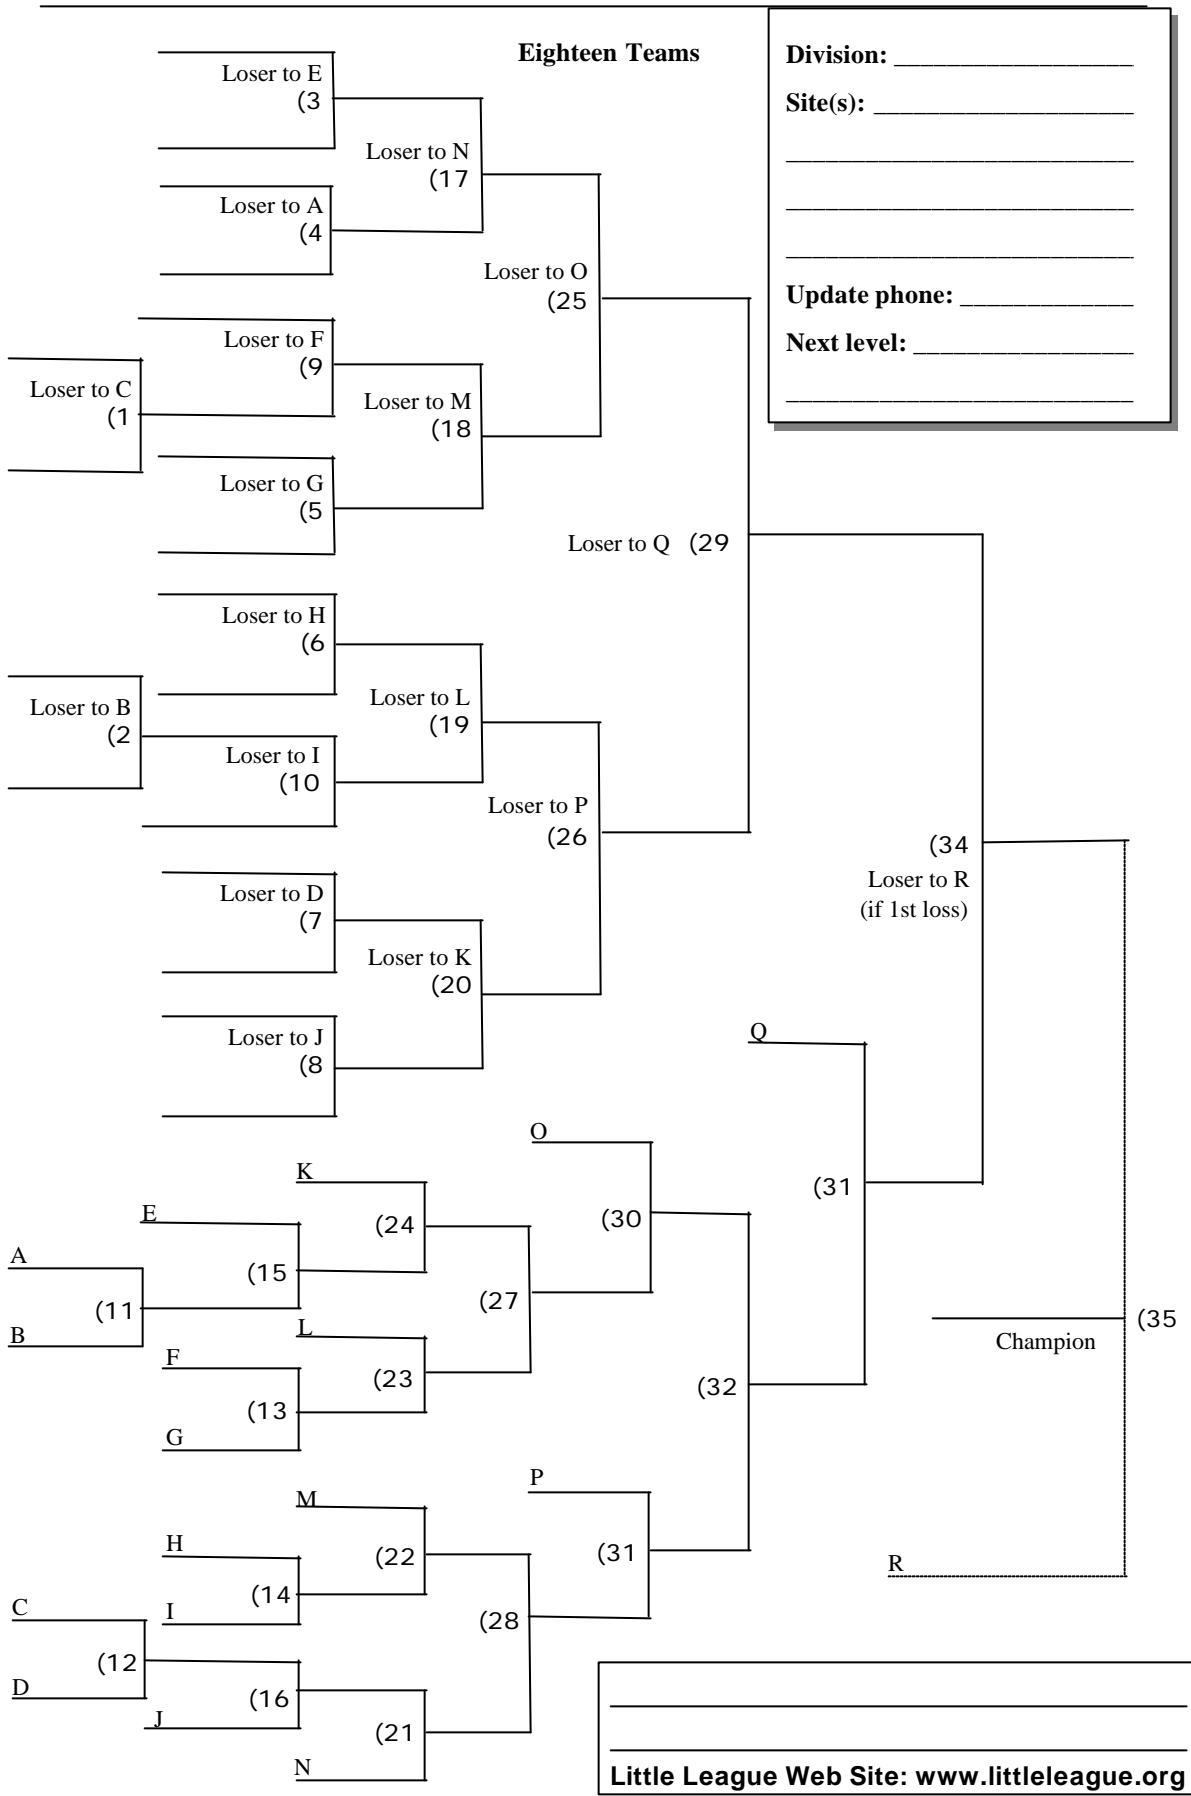 Eighteen Teams
Division: ____________________
Site(s): ____________________
Update phone: ______________
Next level: _________________
Loser to E
(3
Loser to N
(17
Loser to A
(4
Loser to O
(25
Loser to F
(9
Loser to C
(1
Loser to M
(18
Loser to G
(5
Loser to Q (29
Loser to H
(6
Loser to B
(2
Loser to L
(19
Loser to I
(10
Loser to P
(26
(34
Loser to R
(if 1st loss)
Loser to D
(7
Loser to K
(20
Loser to J
(8
Q
O
K
(31
E
(24
(30
A
(15
(11
(27
B
L
(35
Champion
F
(23
(32
(13
G
P
M
H
(22
(31
R
(14
C
I
(28
(12
D
(16
J
(21
N
Little League Web Site: www.littleleague.org